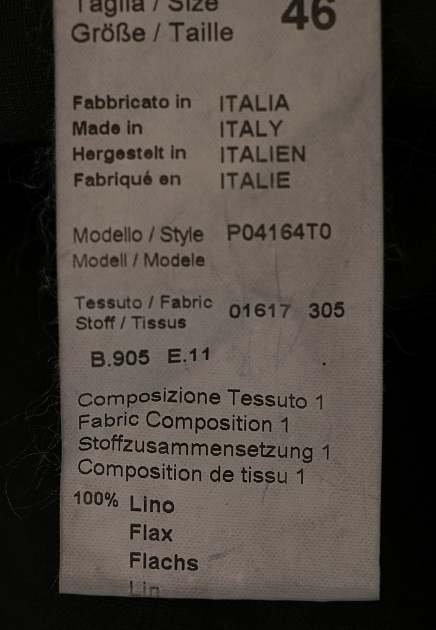 Taglia / Size
Größe / Taille 46
Fabbricato in ITALIA
Made in ITALY
Hergestelt in ITALIEN
Fabriqué en ITALIE
Modello / Style P04164T0
Modell / Modele
Tessuto / Fabric 01617 305
Stoff / Tissus
B.905 E.11
Composizione Tessuto 1
Fabric Composition 1
Stoffzusammensetzung 1
Composition de tissu 1
100% Lino
Flax
Flachs
Lin